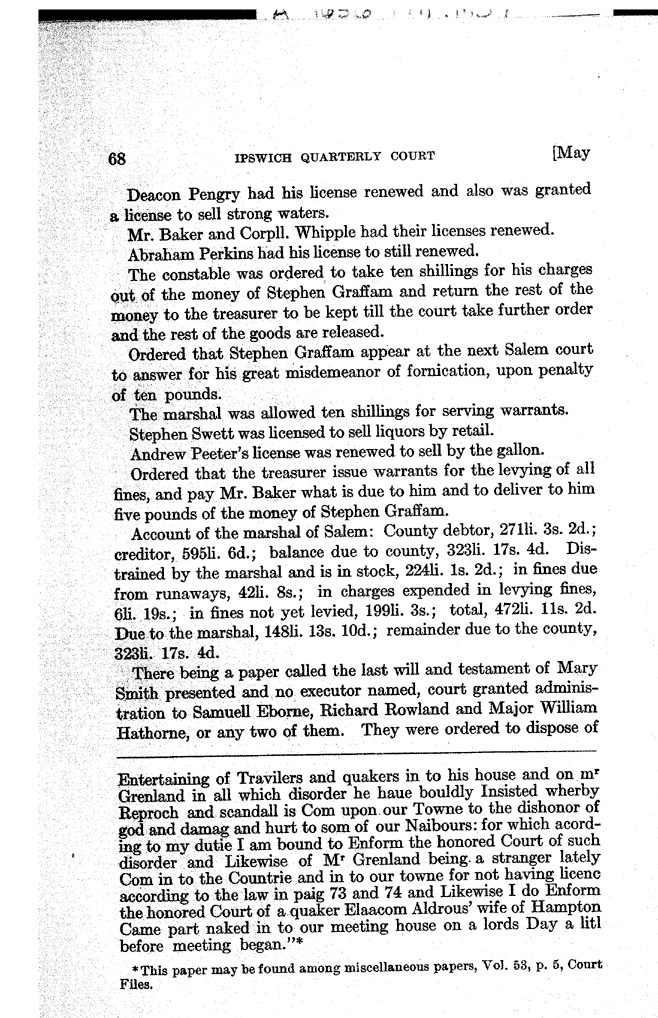 68 IPSWICH QUARTERLY COURT [May
Deacon Pengry had his license renewed and also was granted
a license to sell strong waters.
Mr. Baker and Corpll. Whipple had their licenses renewed.
Abraham Perkins had his license to still renewed.
The constable was ordered to take ten shillings for his charges
out of the money of Stephen Graffam and return the rest of the
money to the treasurer to be kept till the court take further order
and the rest of the goods are released.
Ordered that Stephen Graffam appear at the next Salem court
to answer for his great misdemeanor of fornication, upon penalty
of ten pounds.
The marshal was allowed ten shillings for serving warrants.
Stephen Swett was licensed to sell liquors by retail.
Andrew Peeter's license was renewed to sell by the gallon.
Ordered that the treasurer issue warrants for the levying of all
fines, and pay Mr. Baker what is due to him and to deliver to him
five pounds of the money of Stephen Graffam.
Account of the marshal of Salem: County debtor, 271li. 3s. 2d.;
creditor, 595li. 6d.; balance due to county, 323li. 17s. 4d. Dis-
trained by the marshal and is in stock, 224li. 1s. 2d.; in fines due
from runaways, 42li. 8s.; in charges expended in levying fines,
6li. 19s.; in fines not yet levied, 199li. 3s.; total, 472li. 11s. 2d.
Due to the marshal, 148li. 13s. 10d.; remainder due to the county,
323li. 17s. 4d.
There being a paper called the last will and testament of Mary
Smith presented and no executor named, court granted adminis-
tration to Samuell Eborne, Richard Rowland and Major William
Hathorne, or any two of them. They were ordered to dispose of
Entertaining of Travilers and quakers in to his house and on mʳ
Grenland in all which disorder he haue bouldly Insisted wherby
Reproch and scandall is Com upon our Towne to the dishonor of
god and damag and hurt to som of our Naibours: for which acord-
ing to my dutie I am bound to Enform the honored Court of such
disorder and Likewise of Mʳ Grenland being a stranger lately
Com in to the Countrie and in to our towne for not having licenc
according to the law in paig 73 and 74 and Likewise I do Enform
the honored Court of a quaker Elaacom Aldrous' wife of Hampton
Came part naked in to our meeting house on a lords Day a litl
before meeting began."*
*This paper may be found among miscellaneous papers, Vol. 53, p. 5, Court
Files.